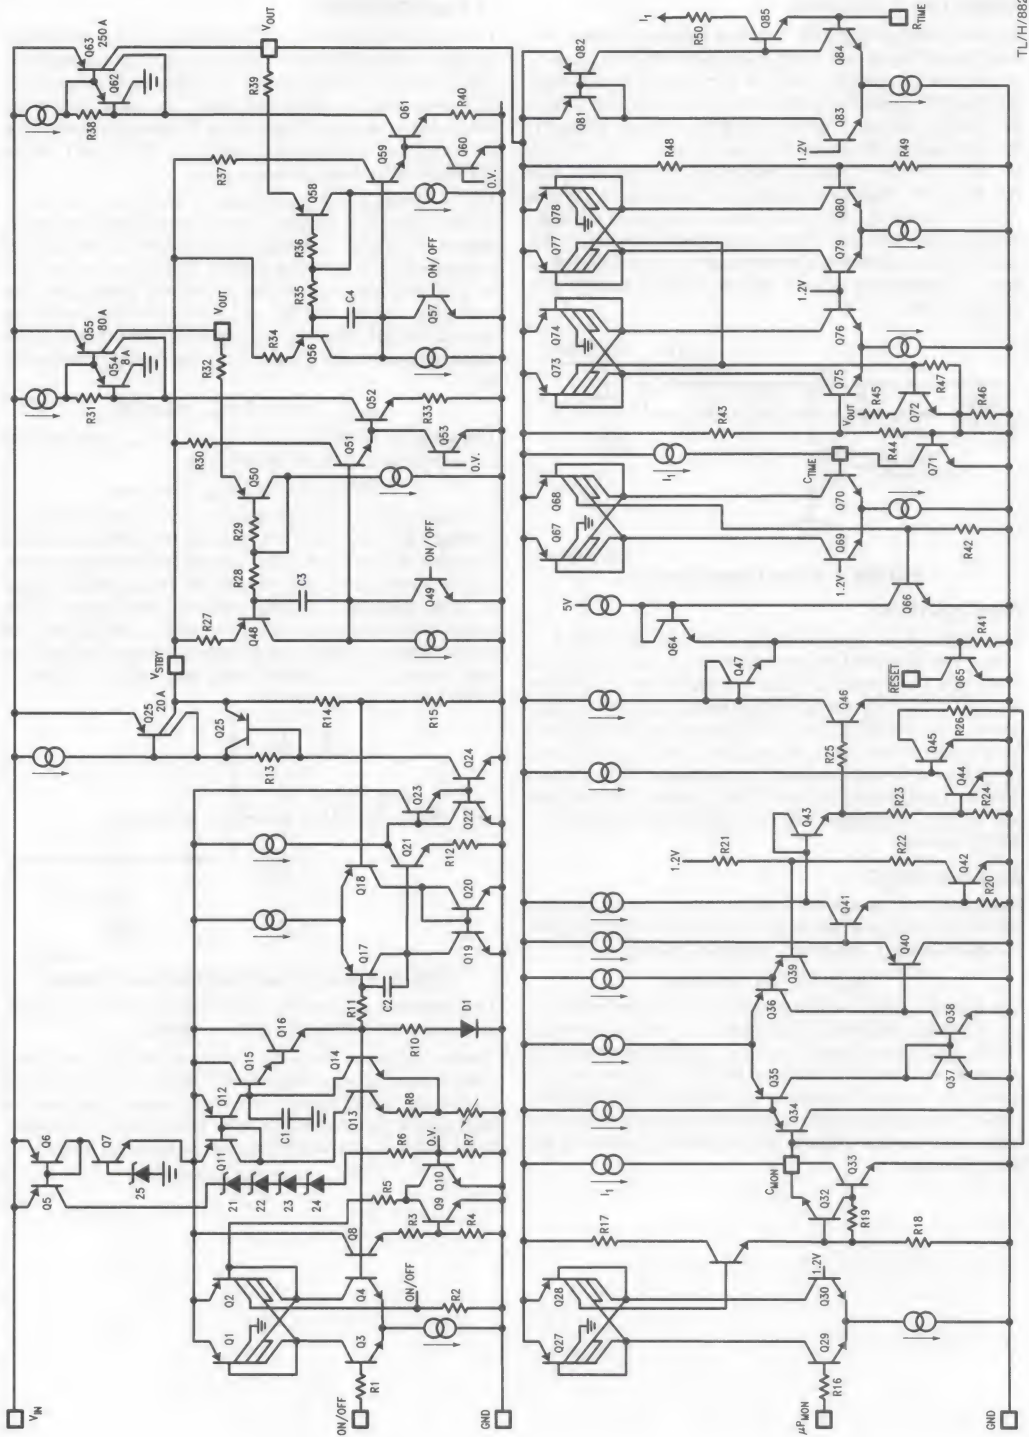 V_IN
ON/OFF
GND
Q5
Q6
Q7
25
Q1
Q2
Q3
Q4
R1
R2
ON/OFF
Q8
R3
R4
Q9
R5
Q10
O.V.
R6
R7
21
22
23
24
Q11
Q12
C1
Q13
Q14
R8
Q15
Q16
R10
D1
R11
C2
Q17
Q18
Q19
Q20
Q21
R12
Q22
Q23
Q24
R13
Q25
Q25
20 A
R14
R15
V_STBY
R27
Q48
R28
R29
C3
Q49
ON/OFF
Q50
R30
Q51
Q52
Q53
O.V.
R33
R31
Q54
8 A
Q55
80 A
R32
V_OUT
R34
Q56
R35
R36
C4
Q57
ON/OFF
Q58
R37
Q59
Q60
O.V.
Q61
R40
R38
Q62
Q63
250 A
R39
V_OUT
µP_MON
GND
R16
Q27
Q28
Q29
Q30
1.2V
R17
R18
R19
Q32
Q33
I₁
C_MON
Q34
Q35
Q36
Q37
Q38
Q39
Q40
Q41
R20
Q42
1.2V
R21
R22
Q43
R23
R24
Q44
Q45
R26
R25
Q46
Q47
RESET
Q65
R41
5V
Q64
Q66
R42
Q67
Q68
Q69
Q70
1.2V
C_TIME
I₁
Q71
R43
R44
V_OUT
R45
Q72
R46
R47
Q73
Q74
Q75
Q76
1.2V
Q77
Q78
Q79
Q80
R48
R49
1.2V
Q81
Q82
Q83
Q84
Q85
R50
I₁
R_TIME
TL/H/882